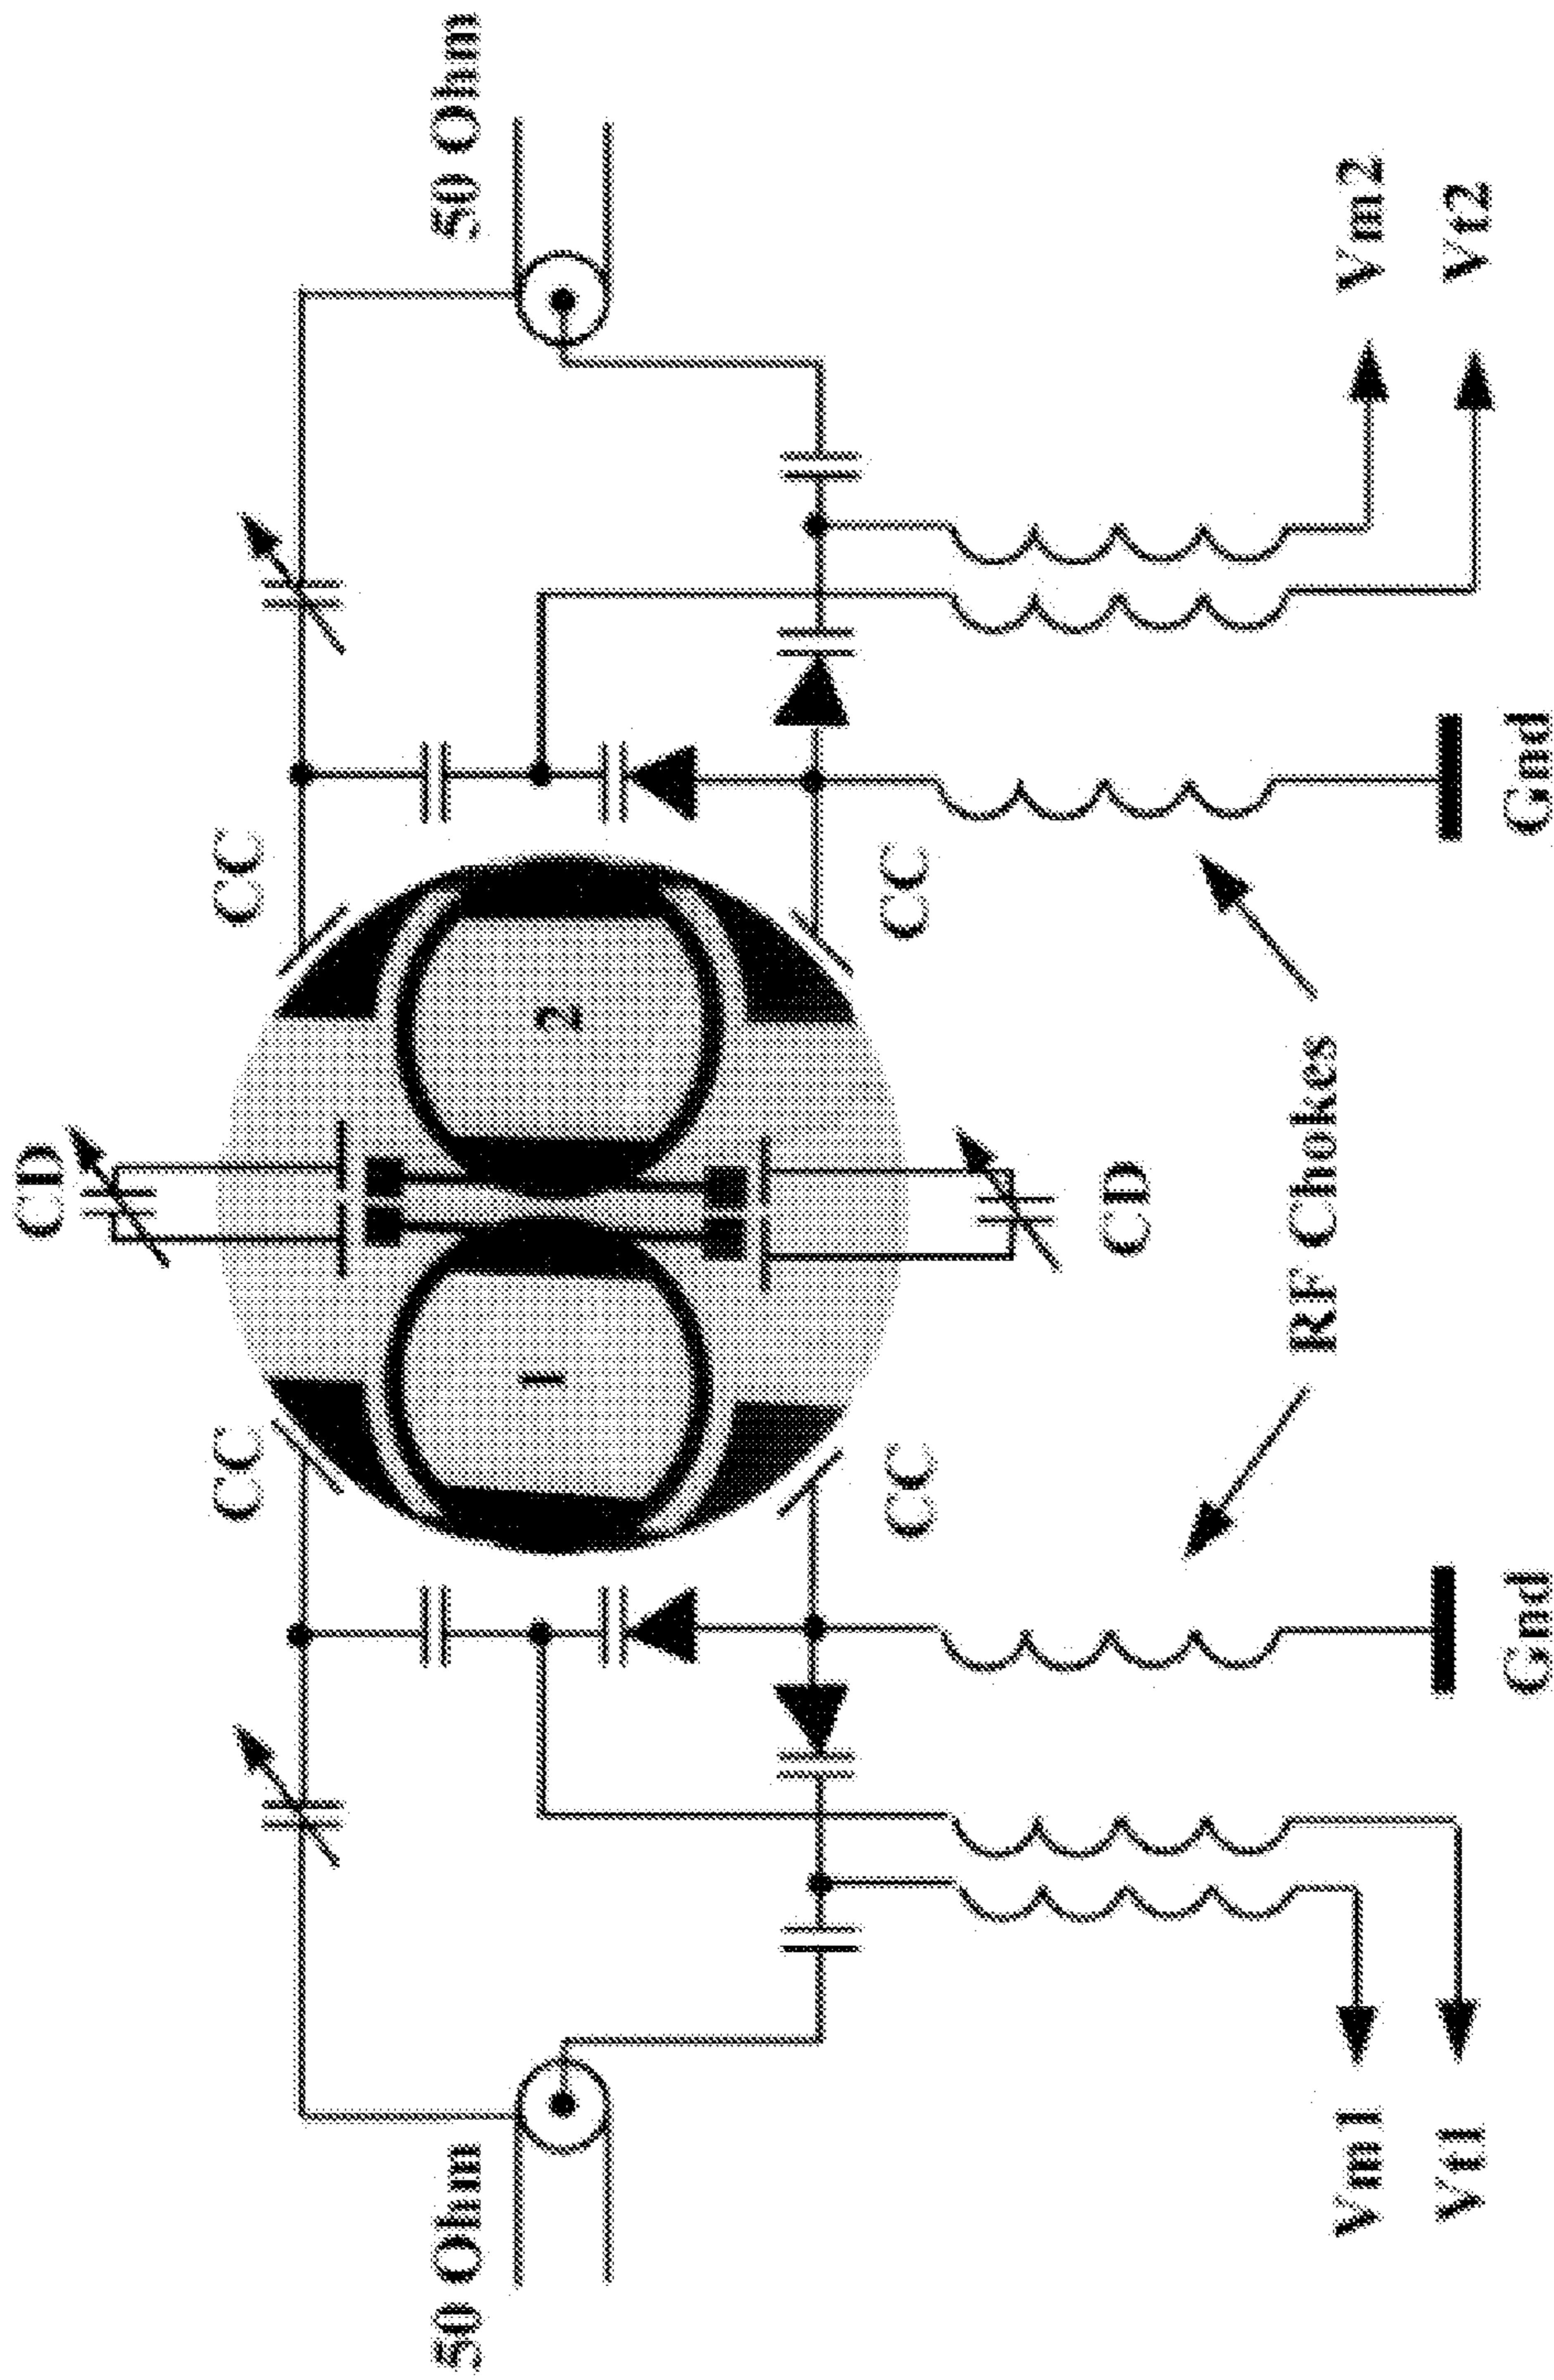 CD
CC
CC
50 Ohm
50 Ohm
1
2
CC
CC
CD
RF Chokes
Vm1
Vm2
Vt1
Vt2
Gnd
Gnd